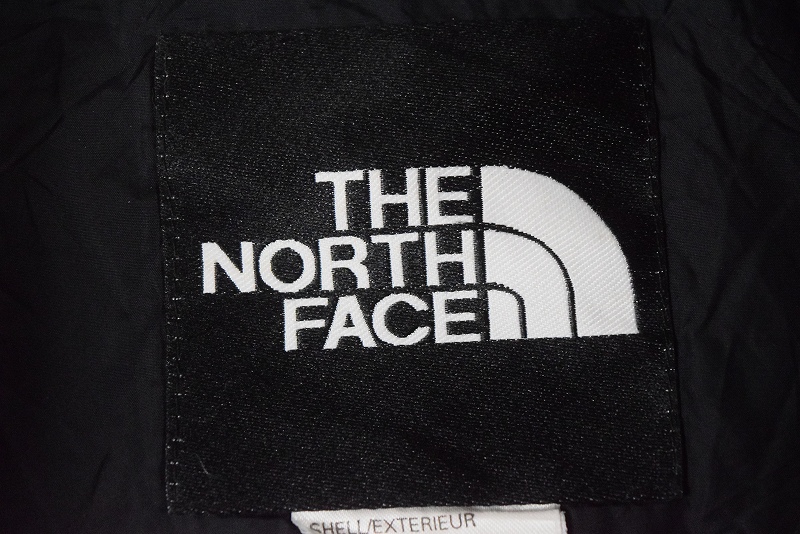 THE
NORTH
FACE
SHELL/EXTERIEUR